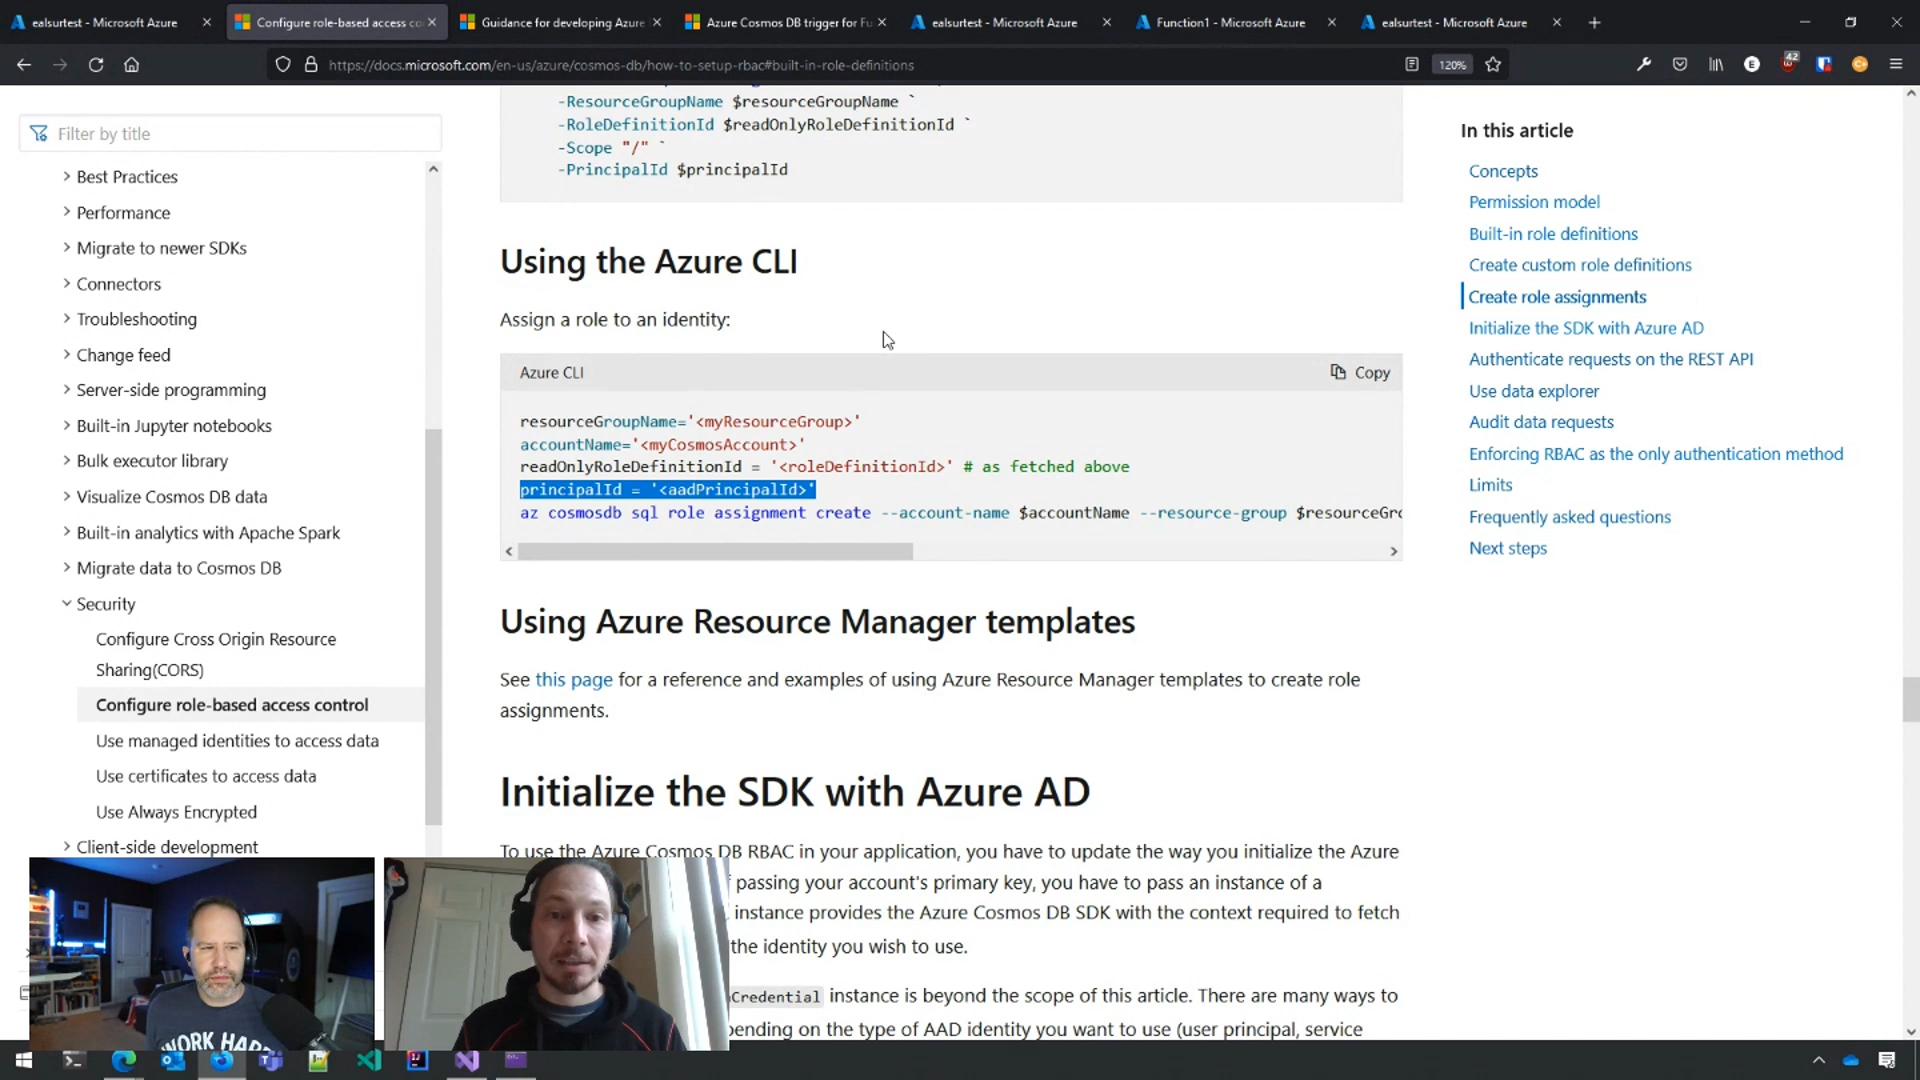 ealsurtest - Microsoft Azure
Configure role-based access co
Guidance for developing Azure
Azure Cosmos DB trigger for Fu
ealsurtest - Microsoft Azure
Function1 - Microsoft Azure
ealsurtest - Microsoft Azure
https://docs.microsoft.com/en-us/azure/cosmos-db/how-to-setup-rbac#built-in-role-definitions
120%
42
Filter by title
Best Practices
Performance
Migrate to newer SDKs
Connectors
Troubleshooting
Change feed
Server-side programming
Built-in Jupyter notebooks
Bulk executor library
Visualize Cosmos DB data
Built-in analytics with Apache Spark
Migrate data to Cosmos DB
Security
Configure Cross Origin Resource
Sharing(CORS)
Configure role-based access control
Use managed identities to access data
Use certificates to access data
Use Always Encrypted
Client-side development
-ResourceGroupName $resourceGroupName `
-RoleDefinitionId $readOnlyRoleDefinitionId `
-Scope "/" `
-PrincipalId $principalId
Using the Azure CLI
Assign a role to an identity:
Azure CLI
Copy
resourceGroupName='<myResourceGroup>'
accountName='<myCosmosAccount>'
readOnlyRoleDefinitionId = '<roleDefinitionId>' # as fetched above
principalId = '<aadPrincipalId>'
az cosmosdb sql role assignment create --account-name $accountName --resource-group $resourceGro
Using Azure Resource Manager templates
See this page for a reference and examples of using Azure Resource Manager templates to create role
assignments.
Initialize the SDK with Azure AD
To use the Azure Cosmos DB RBAC in your application, you have to update the way you initialize the Azure
passing your account's primary key, you have to pass an instance of a
instance provides the Azure Cosmos DB SDK with the context required to fetch
the identity you wish to use.
Credential instance is beyond the scope of this article. There are many ways to
pending on the type of AAD identity you want to use (user principal, service
In this article
Concepts
Permission model
Built-in role definitions
Create custom role definitions
Create role assignments
Initialize the SDK with Azure AD
Authenticate requests on the REST API
Use data explorer
Audit data requests
Enforcing RBAC as the only authentication method
Limits
Frequently asked questions
Next steps
WORK HAR